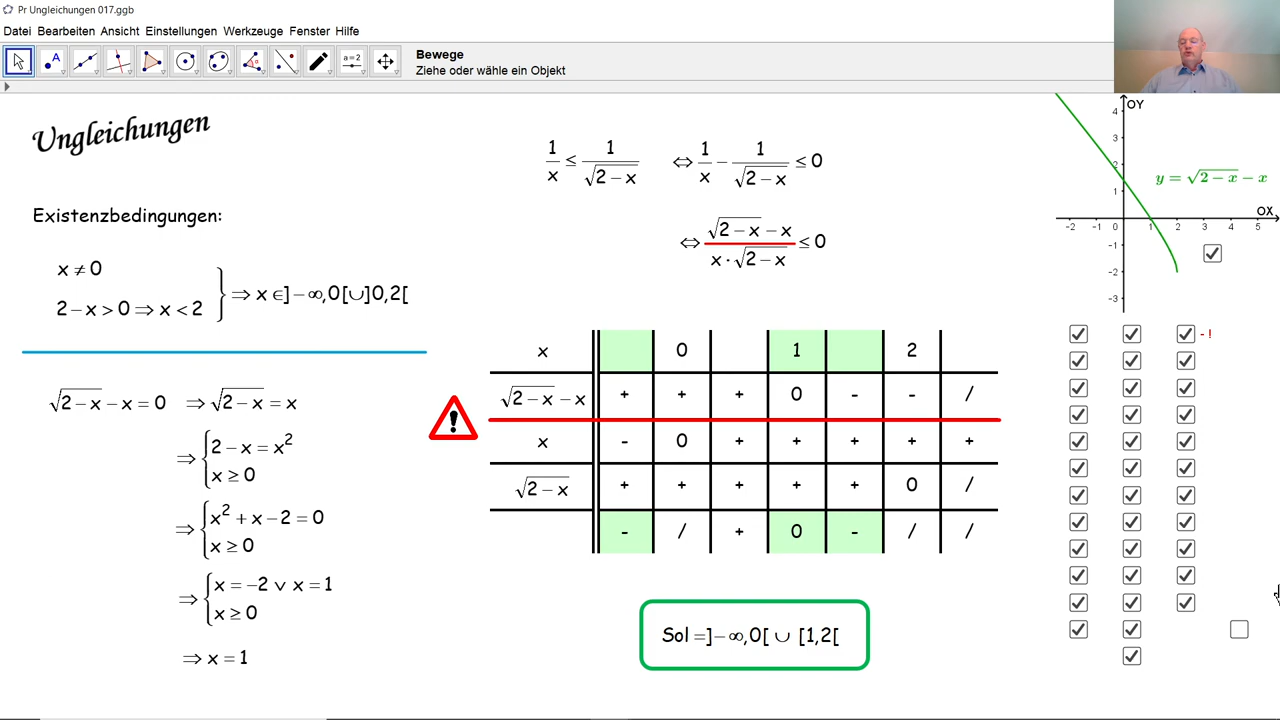 Pr Ungleichungen 017.ggb
Datei Bearbeiten Ansicht Einstellungen Werkzeuge Fenster Hilfe
A
a=2
Bewege
Ziehe oder wähle ein Objekt
Ungleichungen
Existenzbedingungen:
x ≠ 0
2 − x > 0 ⇒ x < 2
} ⇒ x ∈ ]−∞,0[∪]0,2[
√(2−x) − x = 0 ⇒ √(2−x) = x
⇒ { 2 − x = x²
x ≥ 0
⇒ { x² + x − 2 = 0
x ≥ 0
⇒ { x = −2 ∨ x = 1
x ≥ 0
⇒ x = 1
1/x ≤ 1/√(2−x) ⇔ 1/x − 1/√(2−x) ≤ 0
⇔ (√(2−x) − x)/(x · √(2−x)) ≤ 0
x 0 1 2
√(2−x) − x + + + 0 - - /
!
x - 0 + + + + +
√(2−x) + + + + + 0 /
- / + 0 - / /
Sol = ]−∞,0[ ∪ [1,2[
OY
4
3
2
1
y = √(2−x) − x
OX
-2 -1 0 1 2 3 4 5
-1
-2
-3
- !